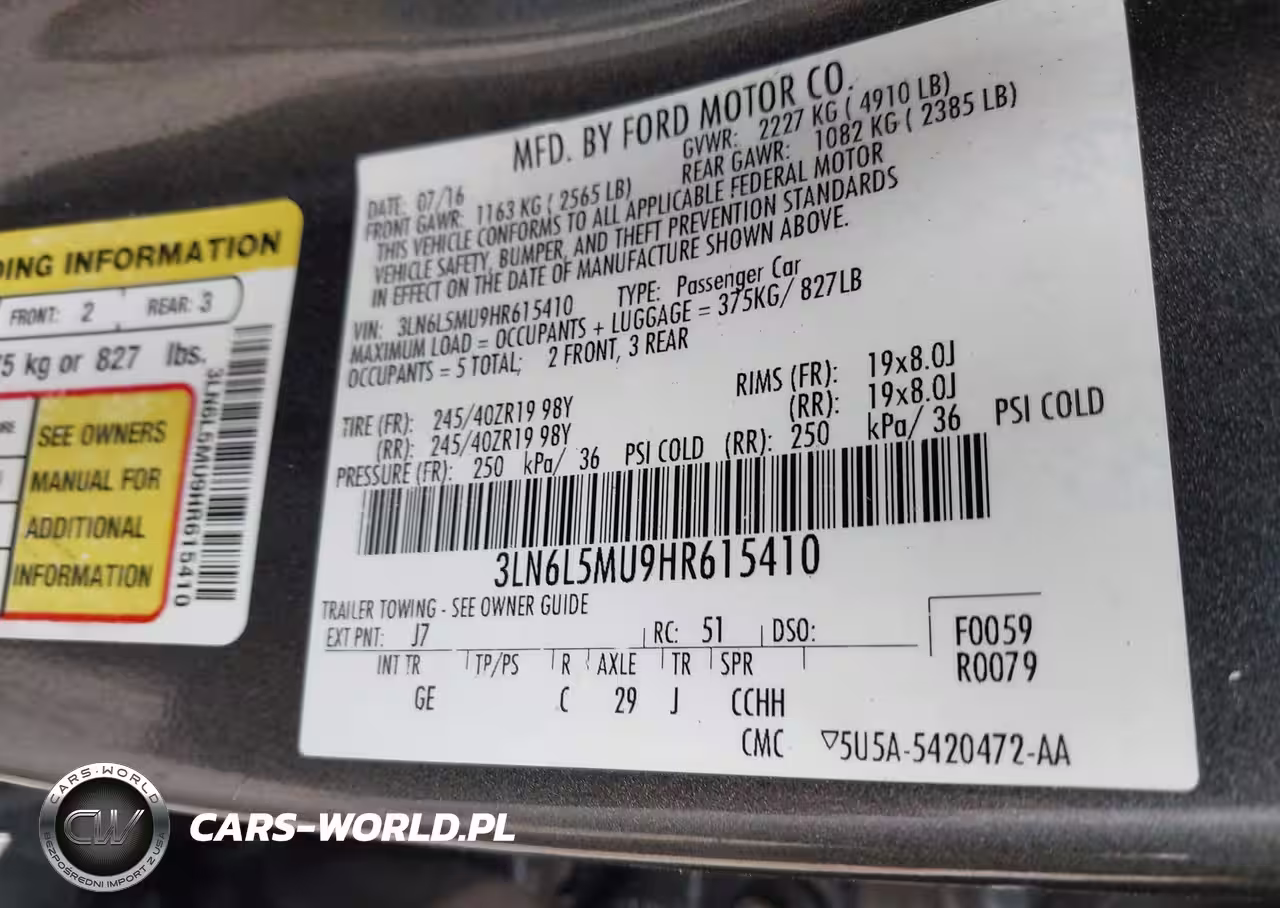 MFD. BY FORD MOTOR CO.
DATE: 07/16 GVWR: 2227 KG ( 4910 LB)
FRONT GAWR: 1163 KG ( 2565 LB) REAR GAWR: 1082 KG ( 2385 LB)
THIS VEHICLE CONFORMS TO ALL APPLICABLE FEDERAL MOTOR
VEHICLE SAFETY, BUMPER, AND THEFT PREVENTION STANDARDS
IN EFFECT ON THE DATE OF MANUFACTURE SHOWN ABOVE.
VIN: 3LN6L5MU9HR615410 TYPE: Passenger Car
MAXIMUM LOAD = OCCUPANTS + LUGGAGE = 375KG/ 827LB
OCCUPANTS = 5 TOTAL; 2 FRONT, 3 REAR
TIRE (FR): 245/40ZR19 98Y RIMS (FR): 19x8.0J
(RR): 245/40ZR19 98Y (RR): 19x8.0J
PRESSURE (FR): 250 kPa/ 36 PSI COLD (RR): 250 kPa/ 36 PSI COLD
3LN6L5MU9HR615410
TRAILER TOWING - SEE OWNER GUIDE
EXT PNT: J7 RC: 51 DSO: F0059
R0079
INT TR TP/PS R AXLE TR SPR
GE C 29 J CCHH
CMC ▽5U5A-5420472-AA
DING INFORMATION
FRONT: 2 REAR: 3
5 kg or 827 lbs.
SEE OWNERS
MANUAL FOR
ADDITIONAL
INFORMATION
3LN6L5MU9HR615410
CARS-WORLD
CW
BEZPOŚREDNI IMPORT Z USA
CARS-WORLD.PL